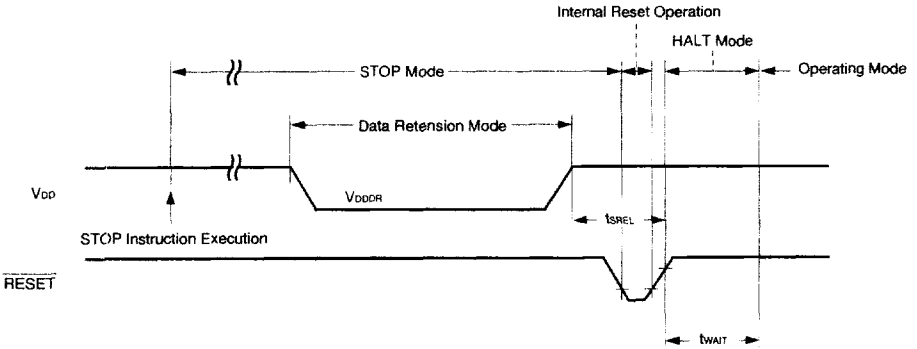 Internal Reset Operation
HALT Mode
STOP Mode
Operating Mode
Data Retension Mode
VDD
VDDDR
tSREL
STOP Instruction Execution
RESET
tWAIT